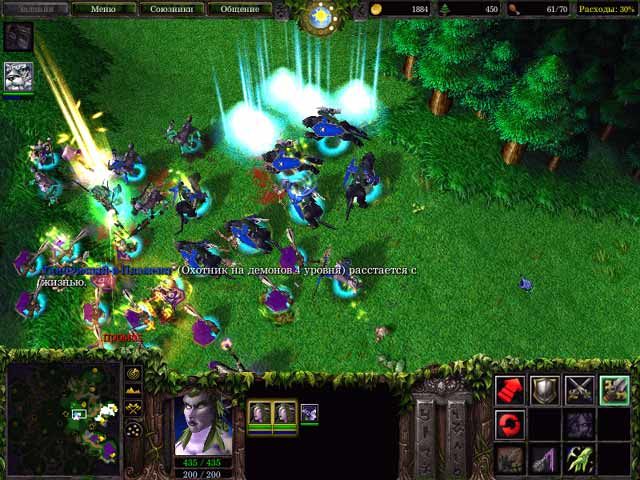 Задания
Меню
Союзники
Общение
1884
450
61/70
Расходы: 30%
(Охотник на демонов 4 уровня) расстается с
жизнью.
435 / 435
200 / 200